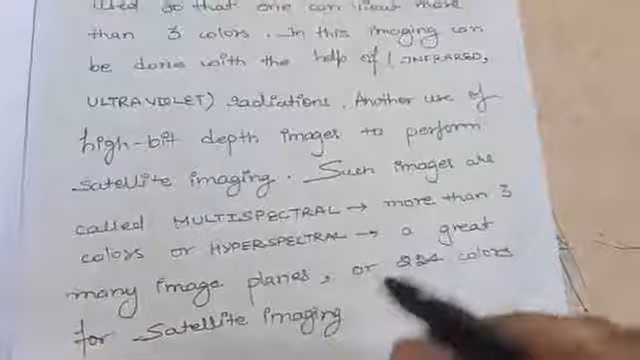 so that one can view more
than 3 colors. In this imaging can
be done with the help of (INFRARED,
ULTRAVIOLET) radiations. Another use of
high-bit depth images to perform
satellite imaging. Such images are
called MULTISPECTRAL → more than 3
colors or HYPERSPECTRAL → a great
many image planes, or 224 colors
for satellite imaging